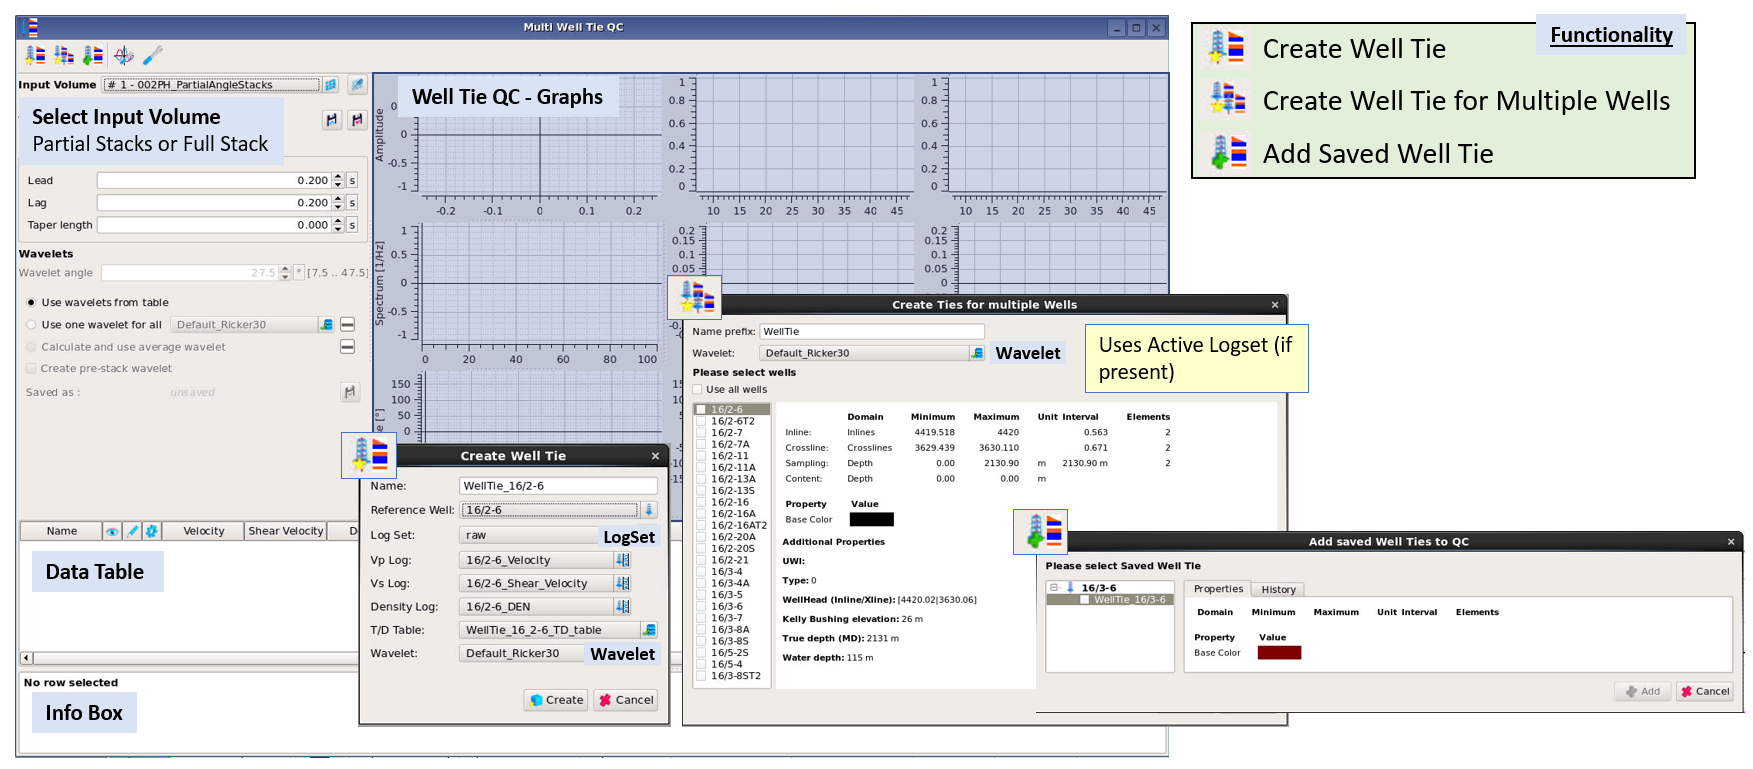 Multi Well Tie QC
Input Volume # 1 - 002PH_PartialAngleStacks
Select Input Volume
Partial Stacks or Full Stack
Lead 0.200 s
Lag 0.200 s
Taper length 0.000 s
Wavelets
Wavelet angle 27.5 ° [7.5 .. 47.5]
Use wavelets from table
Use one wavelet for all Default_Ricker30
Calculate and use average wavelet
Create pre-stack wavelet
Saved as : unsaved
Well Tie QC - Graphs
Amplitude
0
-0.5
-1
-0.2 -0.1 0 0.1 0.2
1
0.8
0.6
0.4
0.2
0
10 15 20 25 30 35 40 45
1
0.8
0.6
0.4
0.2
0
10 15 20 25 30 35 40 45
Spectrum [1/Hz]
1
0.5
0
-0.5
-1
0 20 40 60 80 100
0.2
0.15
0.1
0.05
0
0.2
0.15
0.1
0.05
0
150
100
50
0
Name Velocity Shear Velocity
Data Table
No row selected
Info Box
Functionality
Create Well Tie
Create Well Tie for Multiple Wells
Add Saved Well Tie
Create Well Tie
Name: WellTie_16/2-6
Reference Well: 16/2-6
Log Set: raw LogSet
Vp Log: 16/2-6_Velocity
Vs Log: 16/2-6_Shear_Velocity
Density Log: 16/2-6_DEN
T/D Table: WellTie_16_2-6_TD_table
Wavelet: Default_Ricker30 Wavelet
Create Cancel
Create Ties for multiple Wells
Name prefix: WellTie
Wavelet: Default_Ricker30 Wavelet
Uses Active Logset (if
present)
Please select wells
Use all wells
16/2-6
16/2-6T2
16/2-7
16/2-7A
16/2-11
16/2-11A
16/2-13A
16/2-13S
16/2-16
16/2-16A
16/2-16AT2
16/2-20A
16/2-20S
16/2-21
16/3-4
16/3-4A
16/3-5
16/3-6
16/3-7
16/3-8A
16/3-8S
16/5-2S
16/5-4
16/3-8ST2
Domain Minimum Maximum Unit Interval Elements
Inline: Inlines 4419.518 4420 0.563 2
Crossline: Crosslines 3629.439 3630.110 0.671 2
Sampling: Depth 0.00 2130.90 m 2130.90 m 2
Content: Depth 0.00 0.00 m
Property Value
Base Color
Additional Properties
UWI:
Type: 0
WellHead (Inline/Xline): [4420.02|3630.06]
Kelly Bushing elevation: 26 m
True depth (MD): 2131 m
Water depth: 115 m
Add saved Well Ties to QC
Please select Saved Well Tie
16/3-6
WellTie_16/3-6
Properties History
Domain Minimum Maximum Unit Interval Elements
Property Value
Base Color
Add Cancel